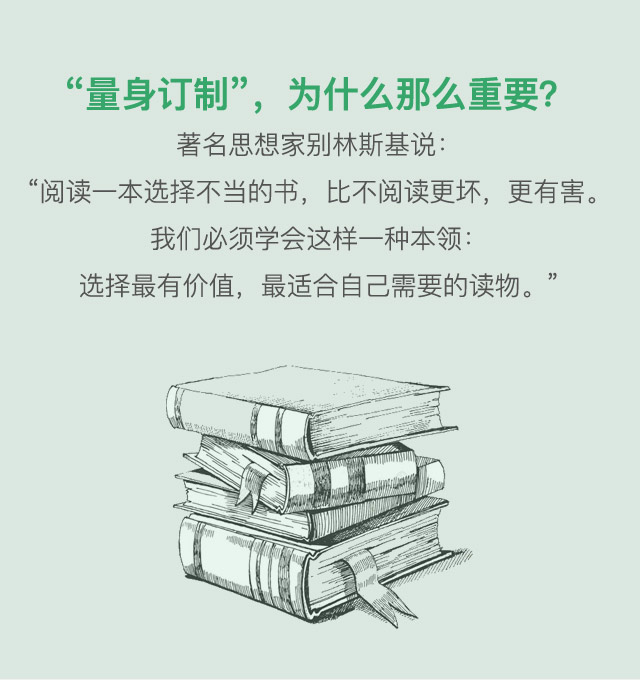 “量身订制”，为什么那么重要？
著名思想家别林斯基说：
“阅读一本选择不当的书，比不阅读更坏，更有害。
我们必须学会这样一种本领：
选择最有价值，最适合自己需要的读物。”